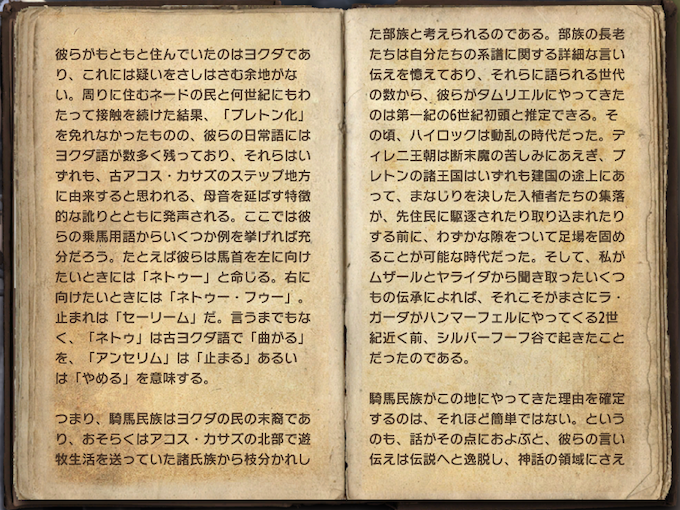 彼らがもともと住んでいたのはヨクダであ
り、これには疑いをさしはさむ余地がな
い。周りに住むネードの民と何世紀にもわ
たって接触を続けた結果、「ブレトン化」
を免れなかったものの、彼らの日常語には
ヨクダ語が数多く残っており、それらはい
ずれも、古アコス・カサズのステップ地方
に由来すると思われる、母音を延ばす特徴
的な訛りとともに発声される。ここでは彼
らの乗馬用語からいくつか例を挙げれば充
分だろう。たとえば彼らは馬首を左に向け
たいときには「ネトゥー」と命じる。右に
向けたいときには「ネトゥー・フゥー」。
止まれは「セーリーム」だ。言うまでもな
く、「ネトゥ」は古ヨクダ語で「曲がる」
を、「アンセリム」は「止まる」あるい
は「やめる」を意味する。
つまり、騎馬民族はヨクダの民の末裔であ
り、おそらくはアコス・カサズの北部で遊
牧生活を送っていた諸氏族から枝分かれし
た部族と考えられるのである。部族の長老
たちは自分たちの系譜に関する詳細な言い
伝えを憶えており、それらに語られる世代
の数から、彼らがタムリエルにやってきた
のは第一紀の6世紀初頭と推定できる。そ
の頃、ハイロックは動乱の時代だった。デ
ィレニ王朝は断末魔の苦しみにあえぎ、ブ
レトンの諸王国はいずれも建国の途上にあ
って、まなじりを決した入植者たちの集落
が、先住民に駆逐されたり取り込まれたり
する前に、わずかな隙をついて足場を固め
ることが可能な時代だった。そして、私が
ムザールとヤライダから聞き取ったいくつ
もの伝承によれば、それこそがまさにラ・
ガーダがハンマーフェルにやってくる2世
紀近く前、シルバーフーフ谷で起きたこと
だったのである。
騎馬民族がこの地にやってきた理由を確定
するのは、それほど簡単ではない。という
のも、話がその点におよぶと、彼らの言い
伝えは伝説へと逸脱し、神話の領域にさえ